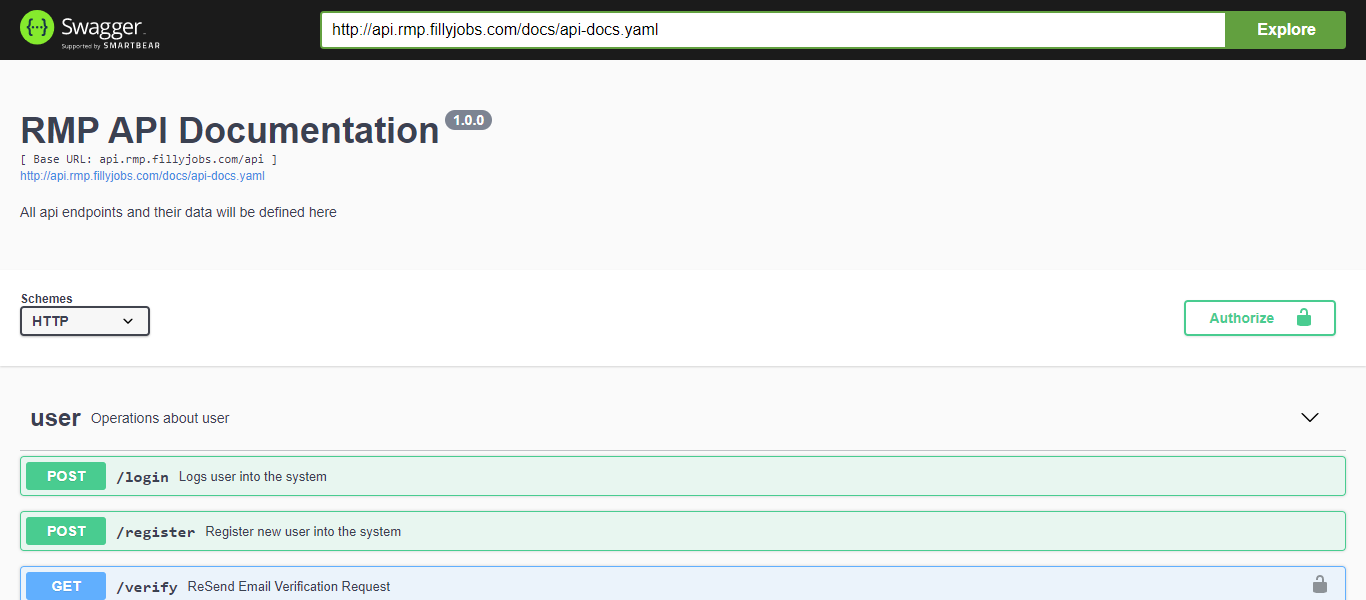 {···} Swagger
Supported by SMARTBEAR
http://api.rmp.fillyjobs.com/docs/api-docs.yaml
Explore
RMP API Documentation 1.0.0
[ Base URL: api.rmp.fillyjobs.com/api ]
http://api.rmp.fillyjobs.com/docs/api-docs.yaml
All api endpoints and their data will be defined here
Schemes
HTTP
Authorize
user Operations about user
POST /login Logs user into the system
POST /register Register new user into the system
GET /verify ReSend Email Verification Request